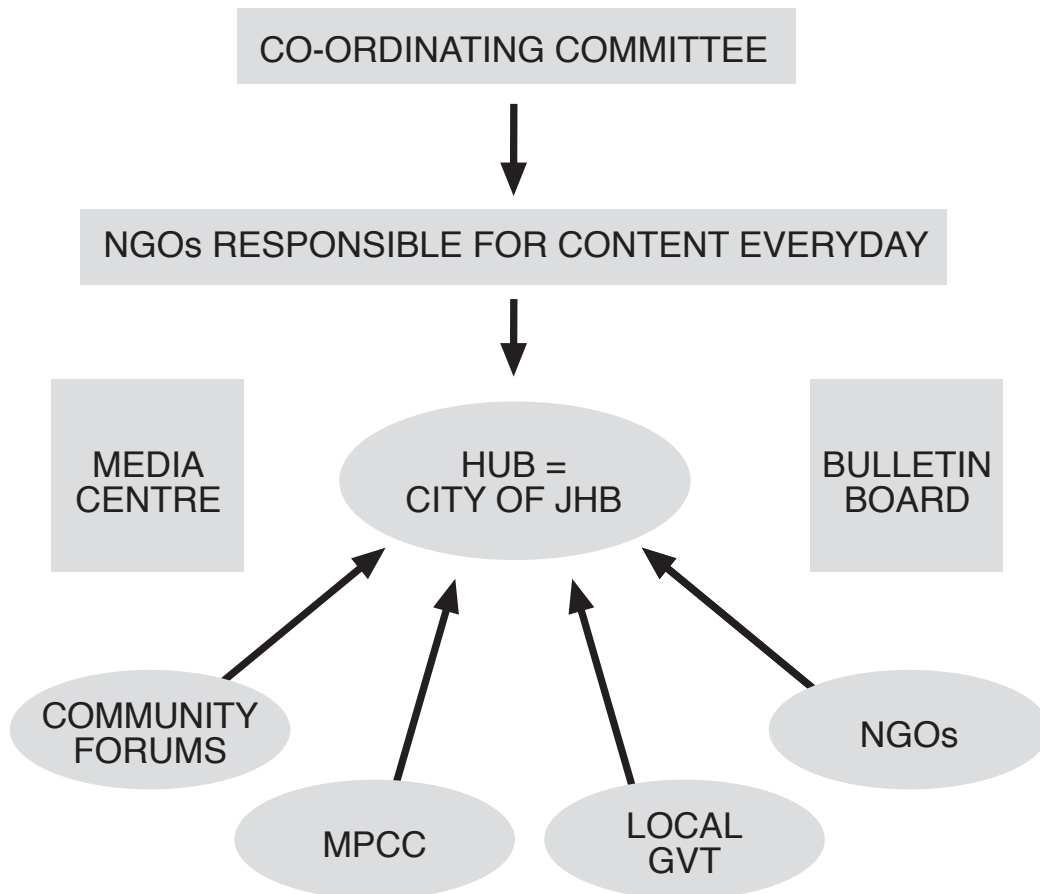 CO-ORDINATING COMMITTEE
NGOs RESPONSIBLE FOR CONTENT EVERYDAY
MEDIA
CENTRE
HUB =
CITY OF JHB
BULLETIN
BOARD
COMMUNITY
FORUMS
MPCC
LOCAL
GVT
NGOs